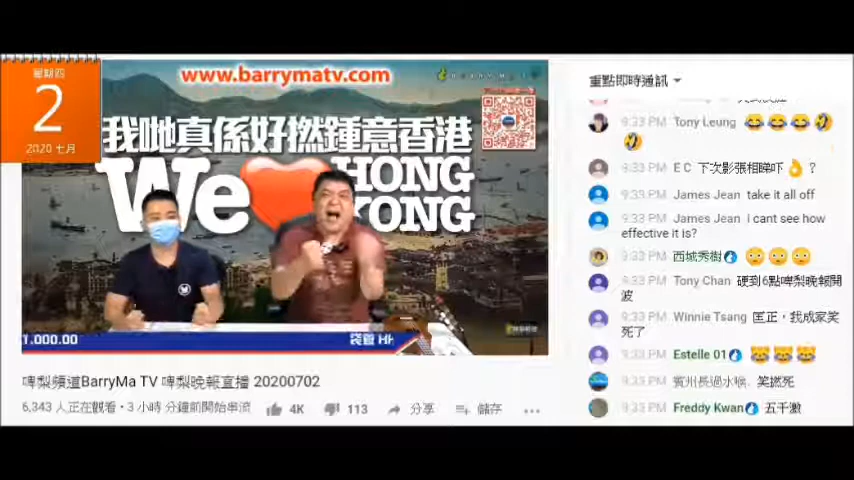 星期四
2
2020 七月
www.barrymatv.com
我哋真係好撚鍾意香港
We
HONG
KONG
1,000.00
啤梨頻道BarryMa TV 啤梨晚報直播 20200702
6,343 人正在觀看 • 3 小時 分鐘前開始串流
4K
113
分享
儲存
重點即時通訊
9:33 PM Tony Leung 😂😂😂🤣
🤣
9:33 PM E C 下次影張相睇吓👌？
9:33 PM James Jean take it all off
9:33 PM James Jean i cant see how
effective it is?
9:33 PM 西城秀樹 😳😳😳
9:33 PM Tony Chan 硬到6點啤梨晚報開
波
9:33 PM Winnie Tsang 匡正，我成家笑
死了
9:33 PM Estelle 01 😹😹😹
9:33 PM 賓州長過水喉. 笑撚死
9:33 PM Freddy Kwan 五千激